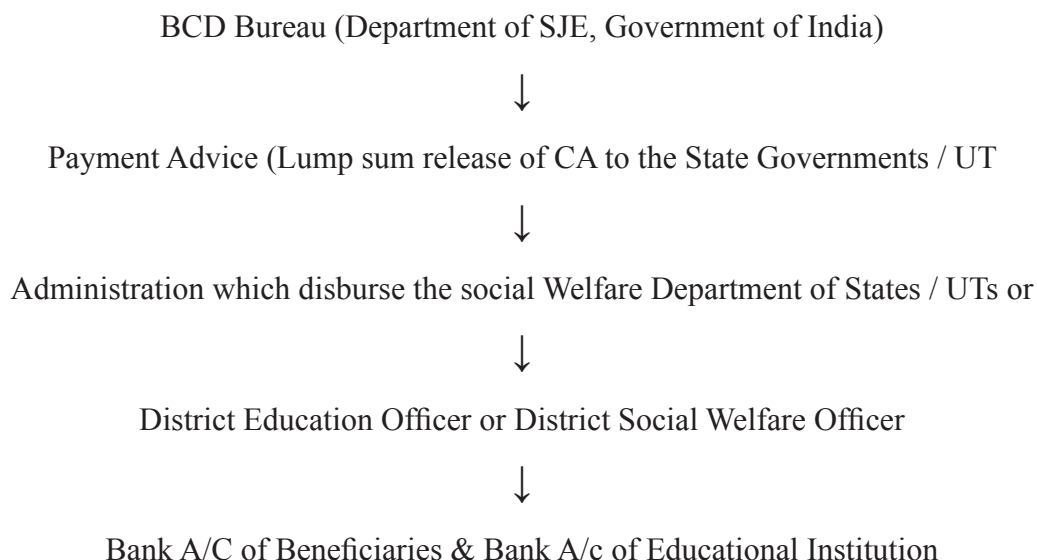 BCD Bureau (Department of SJE, Government of India)
↓
Payment Advice (Lump sum release of CA to the State Governments / UT
↓
Administration which disburse the social Welfare Department of States / UTs or
↓
District Education Officer or District Social Welfare Officer
↓
Bank A/C of Beneficiaries & Bank A/c of Educational Institution